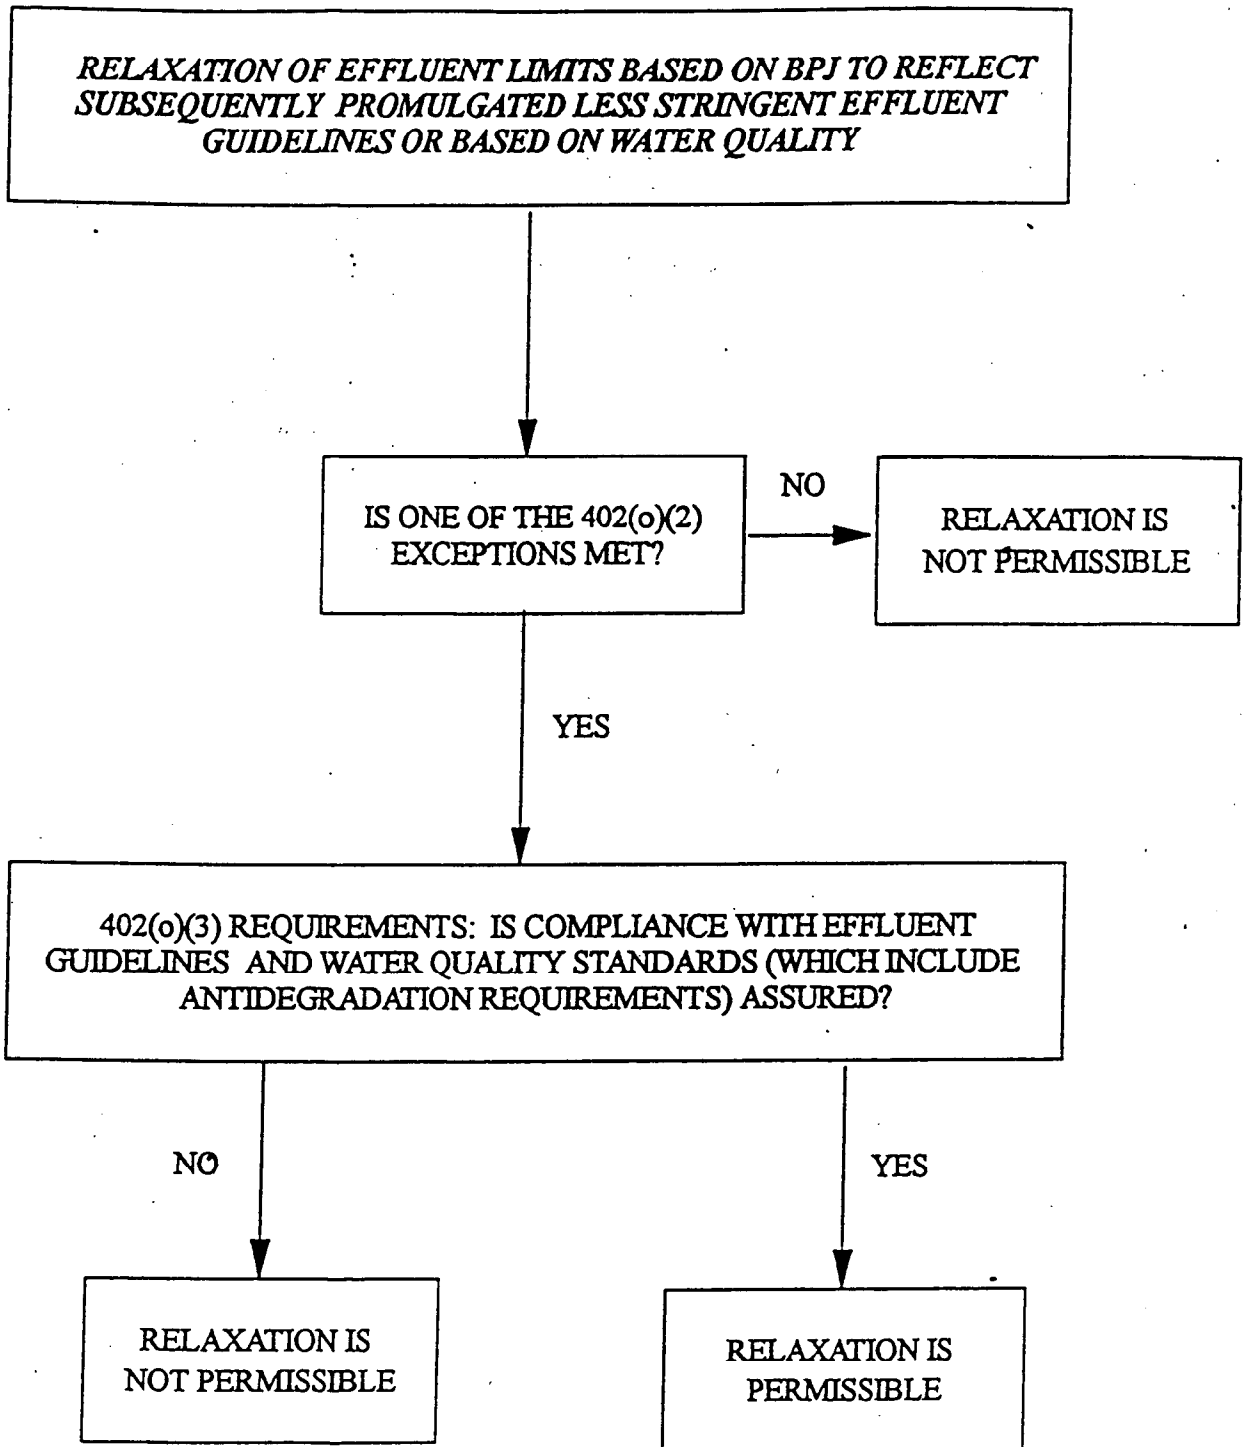 RELAXATION OF EFFLUENT LIMITS BASED ON BPJ TO REFLECT
SUBSEQUENTLY PROMULGATED LESS STRINGENT EFFLUENT
GUIDELINES OR BASED ON WATER QUALITY
IS ONE OF THE 402(o)(2)
EXCEPTIONS MET?
NO
RELAXATION IS
NOT PERMISSIBLE
YES
402(o)(3) REQUIREMENTS: IS COMPLIANCE WITH EFFLUENT
GUIDELINES AND WATER QUALITY STANDARDS (WHICH INCLUDE
ANTIDEGRADATION REQUIREMENTS) ASSURED?
NO
YES
RELAXATION IS
NOT PERMISSIBLE
RELAXATION IS
PERMISSIBLE